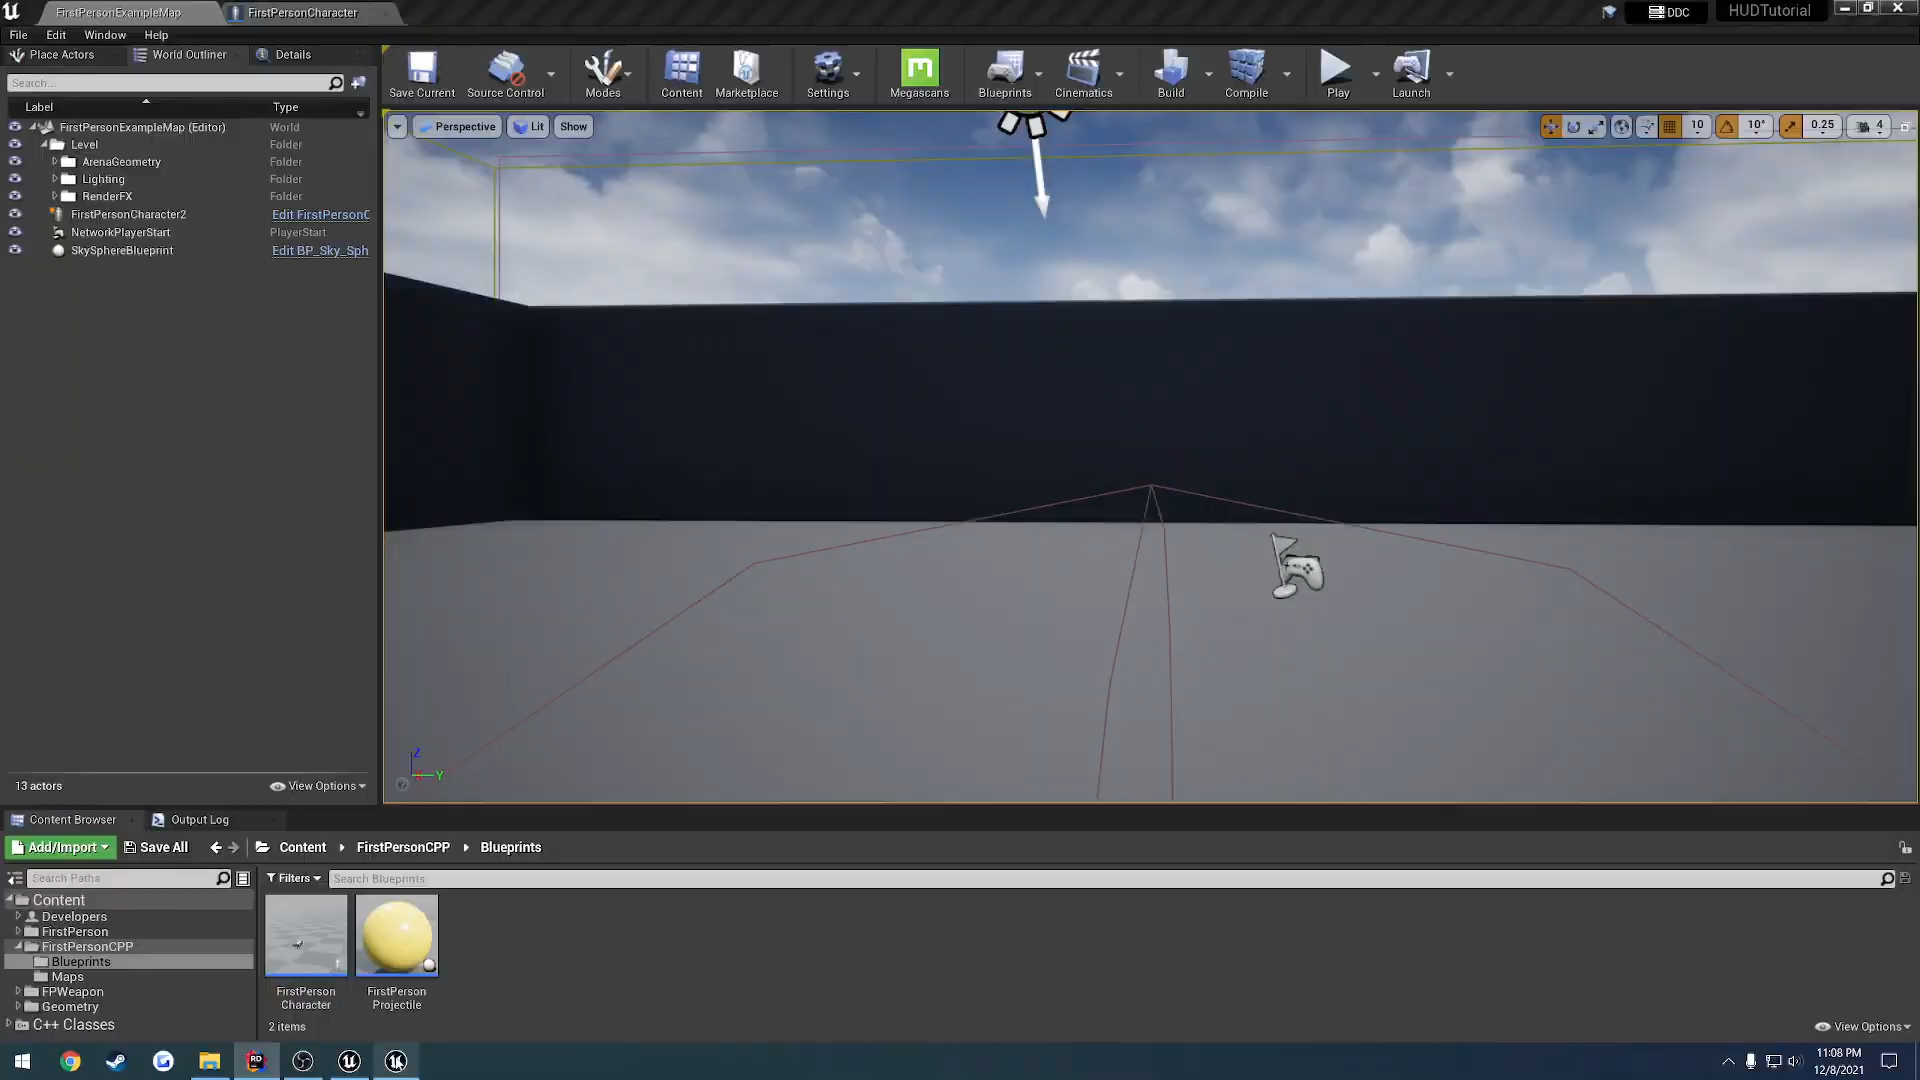 FirstPersonExampleMap FirstPersonCharacter DDC HUDTutorial
File Edit Window Help
Place Actors World Outliner Details
Search...
Label Type
FirstPersonExampleMap (Editor) World
Level Folder
ArenaGeometry Folder
Lighting Folder
RenderFX Folder
FirstPersonCharacter2 Edit FirstPersonC
NetworkPlayerStart PlayerStart
SkySphereBlueprint Edit BP_Sky_Sph
13 actors View Options
Save Current Source Control Modes Content Marketplace Settings Megascans Blueprints Cinematics Build Compile Play Launch
Perspective Lit Show 10 10° 0.25 4
Z
Y
Content Browser Output Log
Add/Import Save All Content FirstPersonCPP Blueprints
Search Paths Filters Search Blueprints
Content
Developers
FirstPerson
FirstPersonCPP
Blueprints
Maps
FPWeapon
Geometry
C++ Classes
FirstPerson
Character
FirstPerson
Projectile
2 items View Options
RD
11:08 PM
12/8/2021